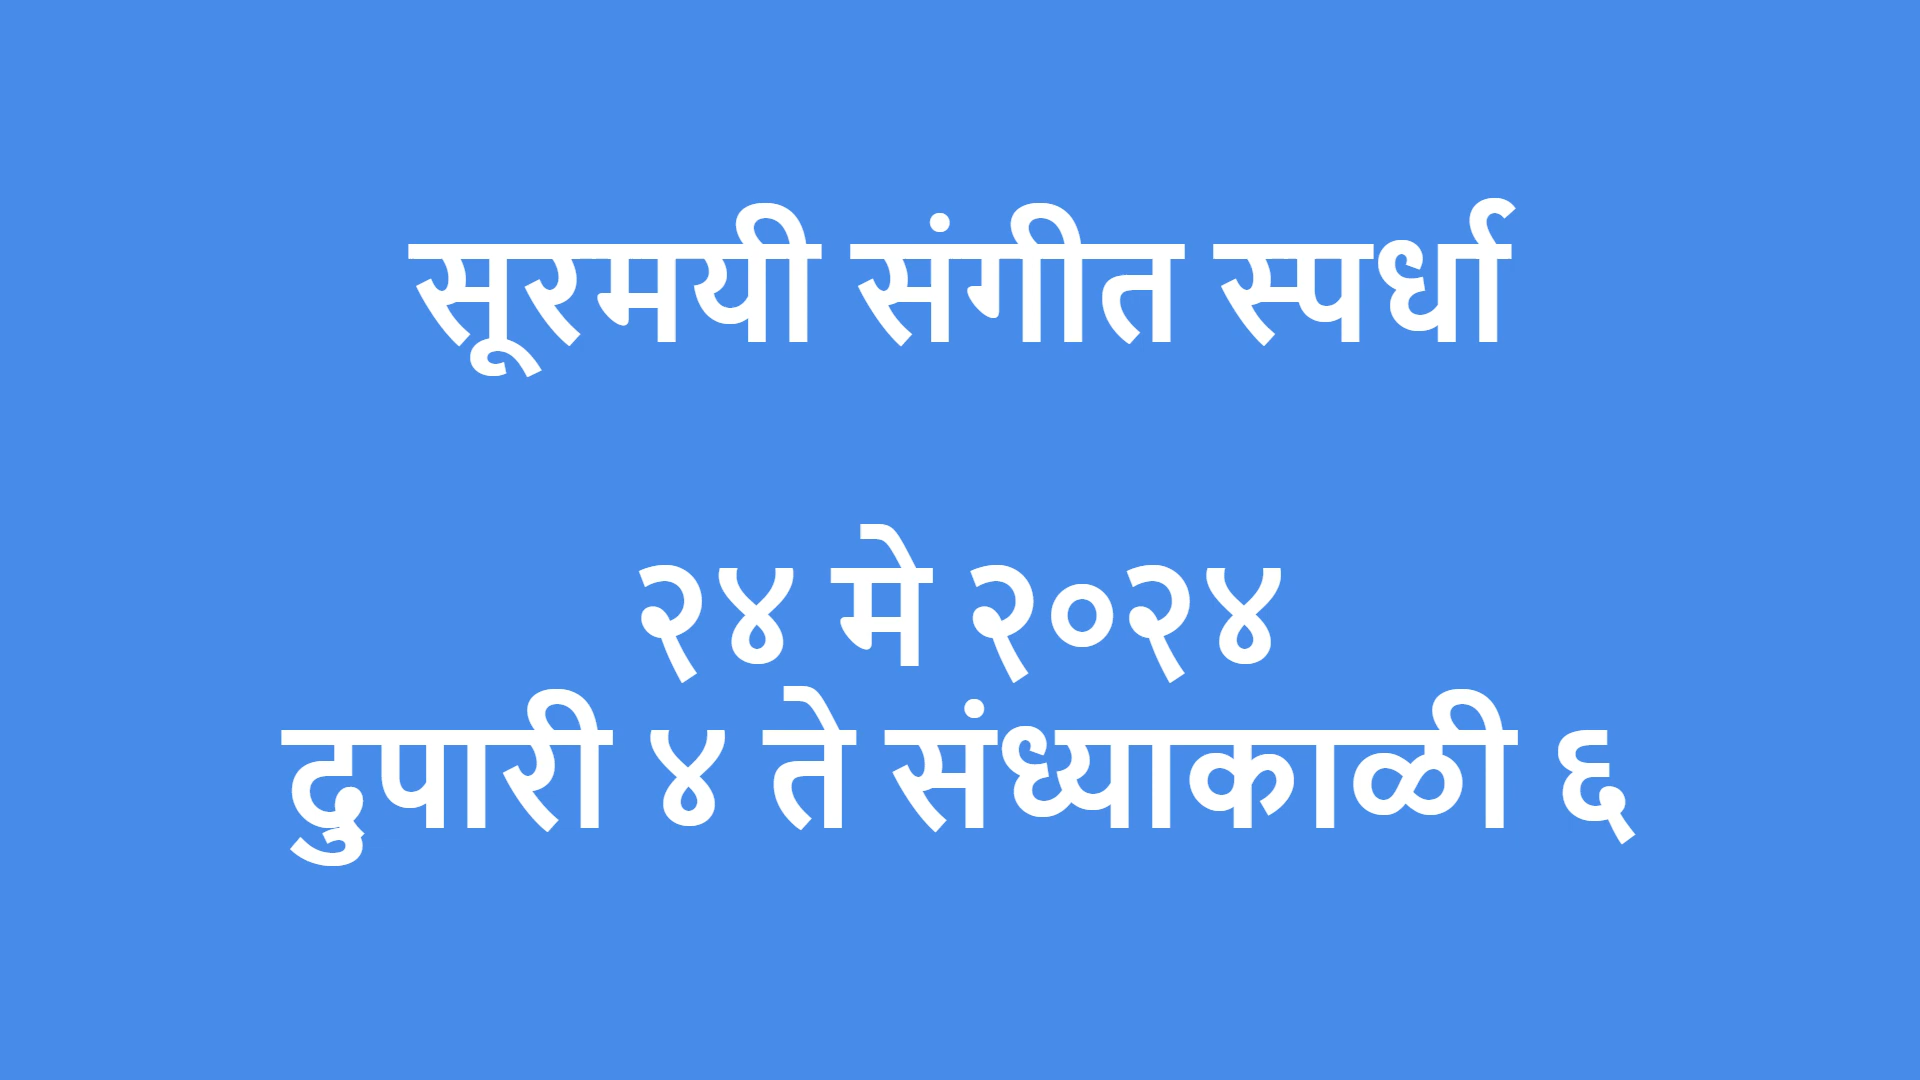 सूरमयी संगीत स्पर्धा
२४ मे २०२४
दुपारी ४ ते संध्याकाळी ६